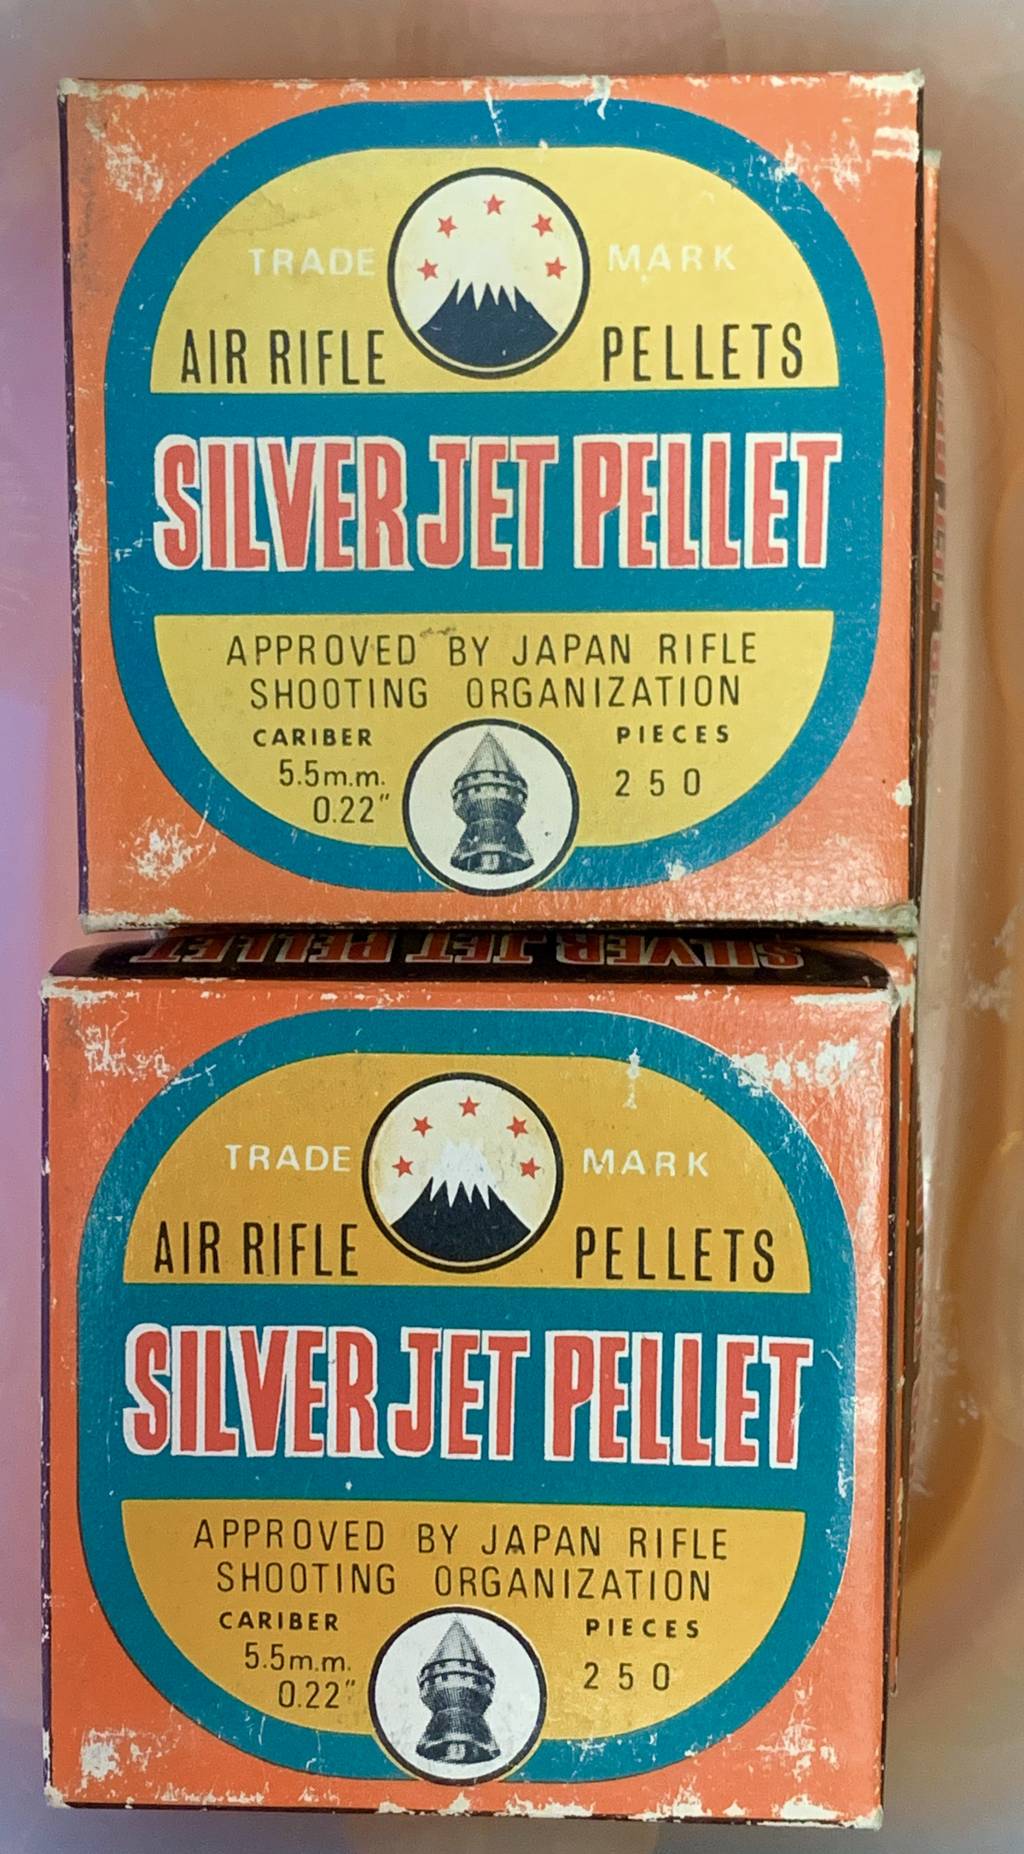 TRADE MARK
AIR RIFLE PELLETS
SILVER JET PELLET
APPROVED BY JAPAN RIFLE
SHOOTING ORGANIZATION
CARIBER PIECES
5.5m.m. 250
0.22"
SILVER JET PELLET
TRADE MARK
AIR RIFLE PELLETS
SILVER JET PELLET
APPROVED BY JAPAN RIFLE
SHOOTING ORGANIZATION
CARIBER PIECES
5.5m.m. 250
0.22"